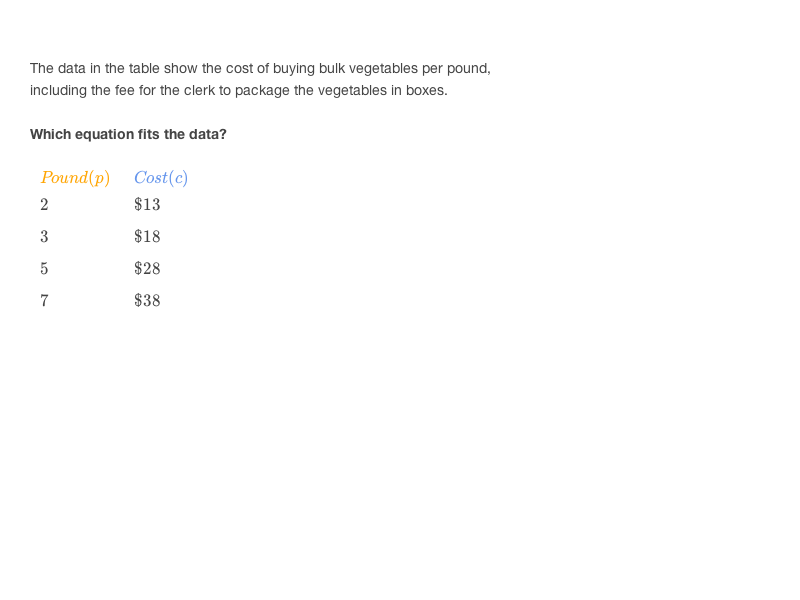 The data in the table show the cost of buying bulk vegetables per pound,
including the fee for the clerk to package the vegetables in boxes.
Which equation fits the data?
Pound(p) Cost(c)
2 $13
3 $18
5 $28
7 $38